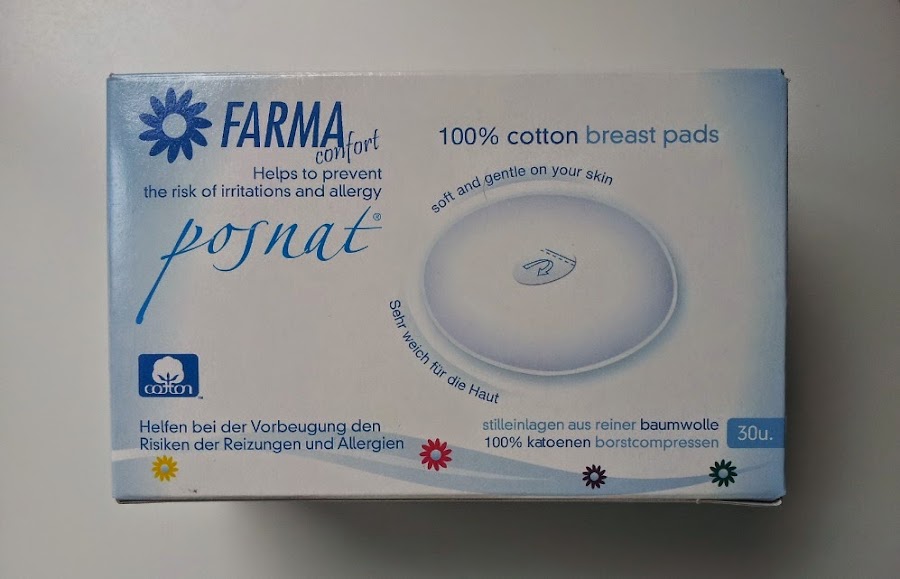 FARMA
confort
Helps to prevent
the risk of irritations and allergy
posnat®
100% cotton breast pads
soft and gentle on your skin
Sehr weich für die Haut
cotton™
Helfen bei der Vorbeugung den
Risiken der Reizungen und Allergien
stilleinlagen aus reiner baumwolle
100% katoenen borstcompressen
30u.